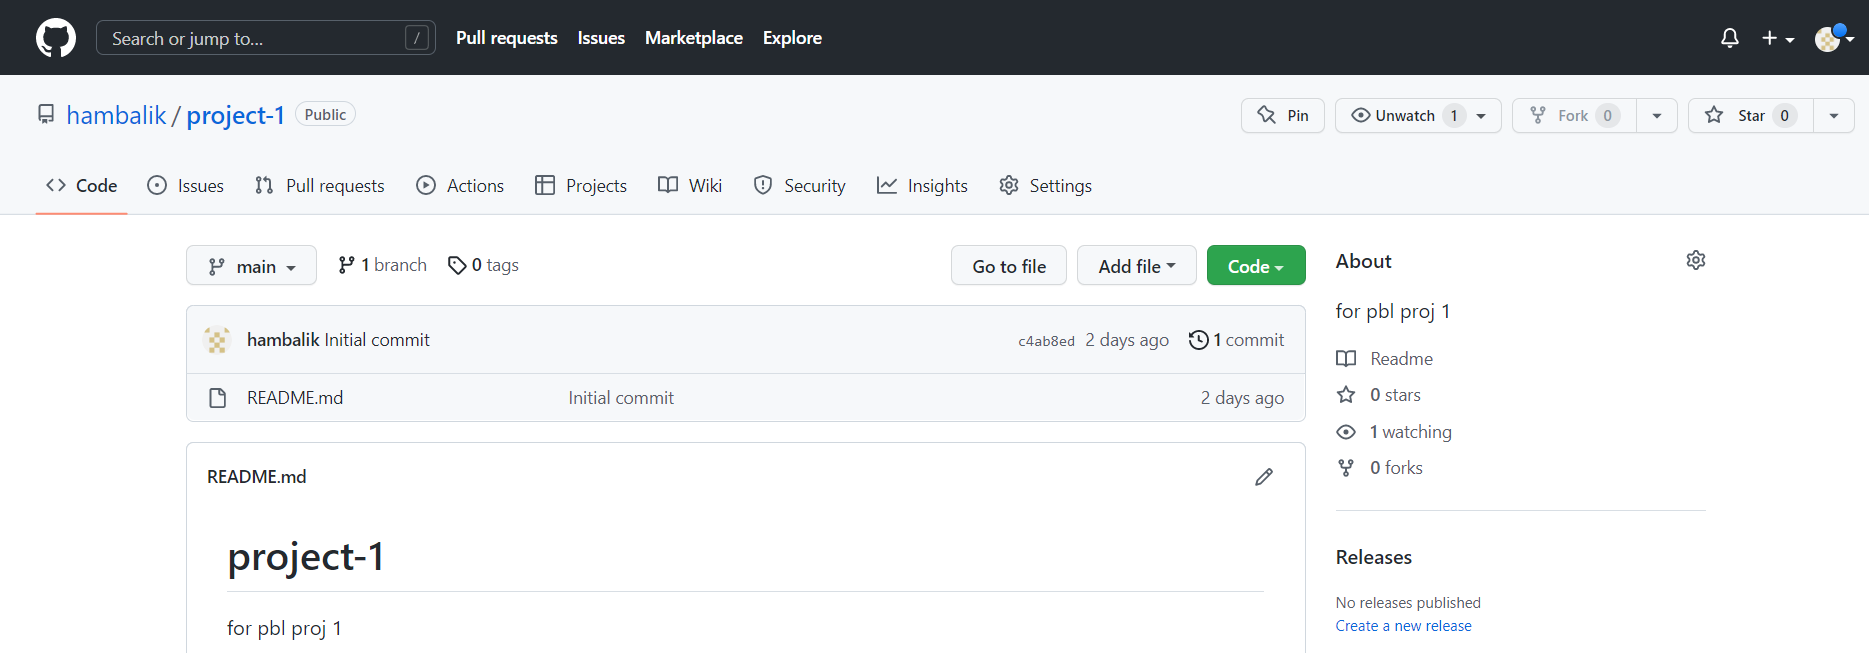 Search or jump to... /
Pull requests Issues Marketplace Explore
hambalik / project-1 Public
Pin Unwatch 1 Fork 0 Star 0
Code Issues Pull requests Actions Projects Wiki Security Insights Settings
main 1 branch 0 tags Go to file Add file Code
hambalik Initial commit c4ab8ed 2 days ago 1 commit
README.md Initial commit 2 days ago
README.md
project-1
for pbl proj 1
About
for pbl proj 1
Readme
0 stars
1 watching
0 forks
Releases
No releases published
Create a new release